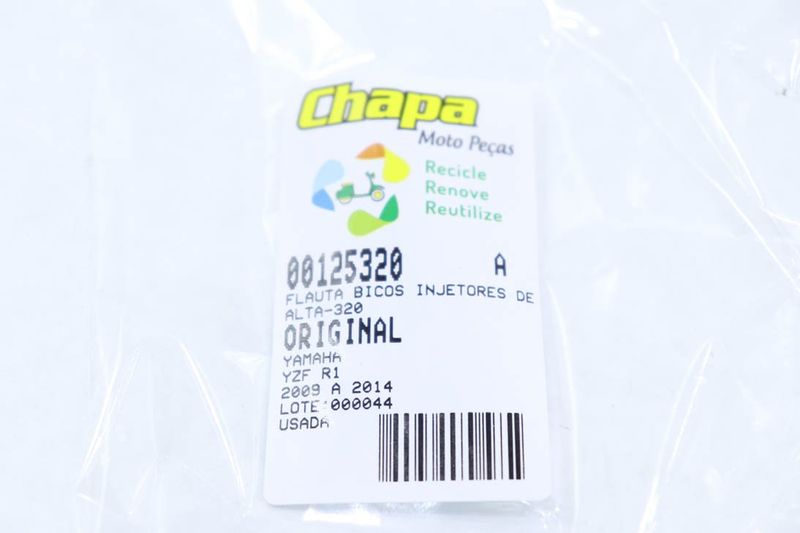 Chapa
Moto Peças
Recicle
Renove
Reutilize
00125320 A
FLAUTA BICOS INJETORES DE
ALTA-320
ORIGINAL
YAMAHA
YZF R1
2009 A 2014
LOTE:000044
USADA